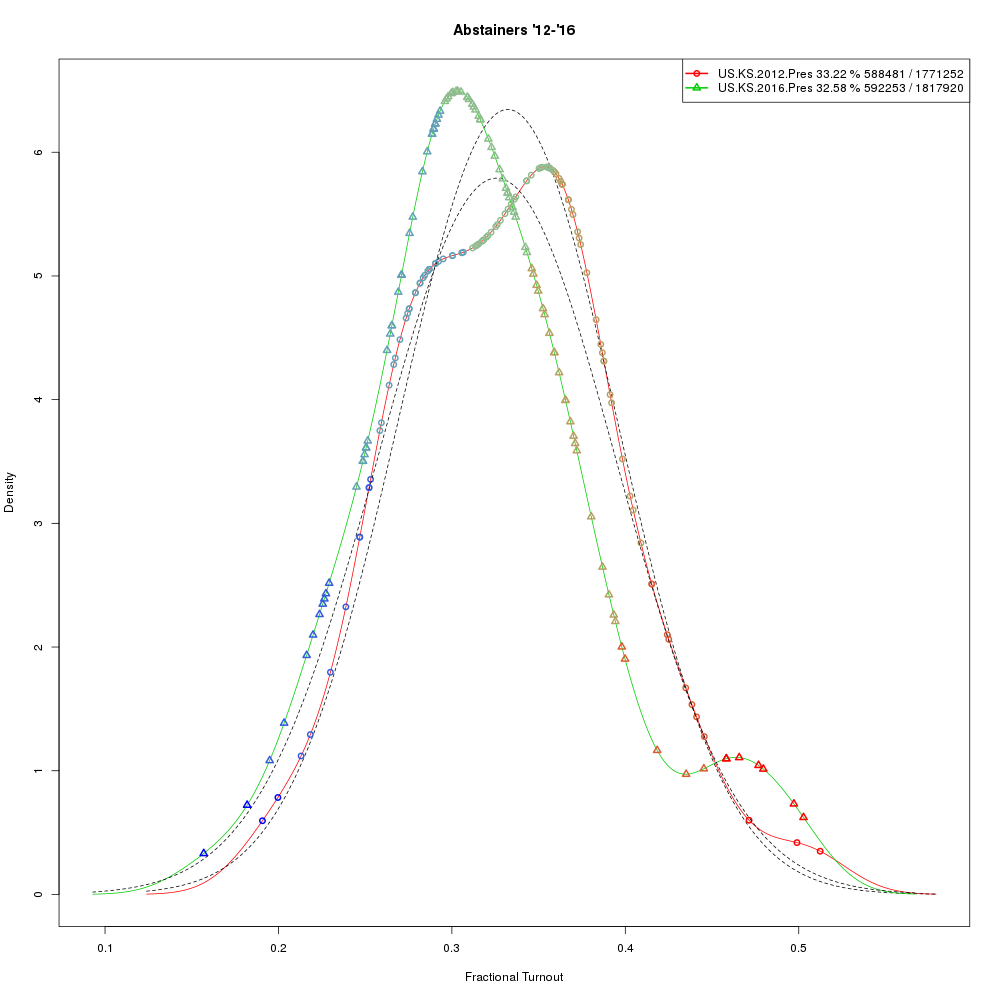 Abstainers '12-'16
US.KS.2012.Pres 33.22 % 588481 / 1771252
US.KS.2016.Pres 32.58 % 592253 / 1817920
Density
6
5
4
3
2
1
0
0.1 0.2 0.3 0.4 0.5
Fractional Turnout